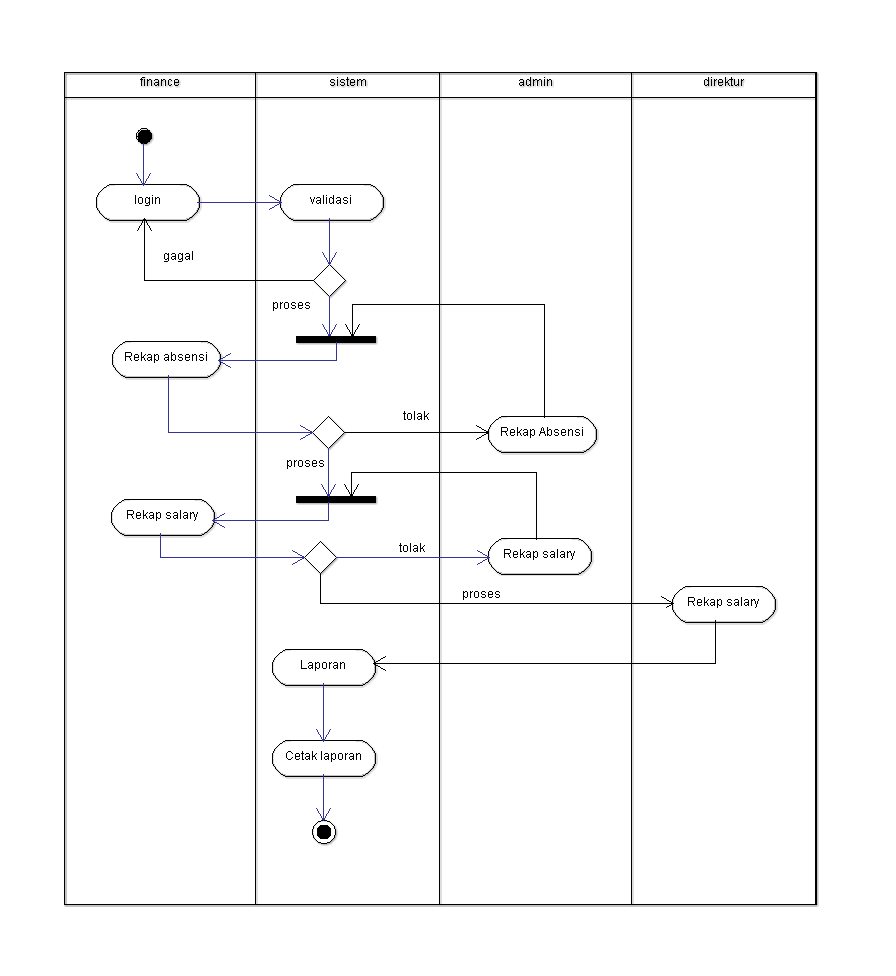 finance
sistem
admin
direktur
login
validasi
gagal
proses
Rekap absensi
tolak
Rekap Absensi
proses
Rekap salary
tolak
Rekap salary
proses
Rekap salary
Laporan
Cetak laporan